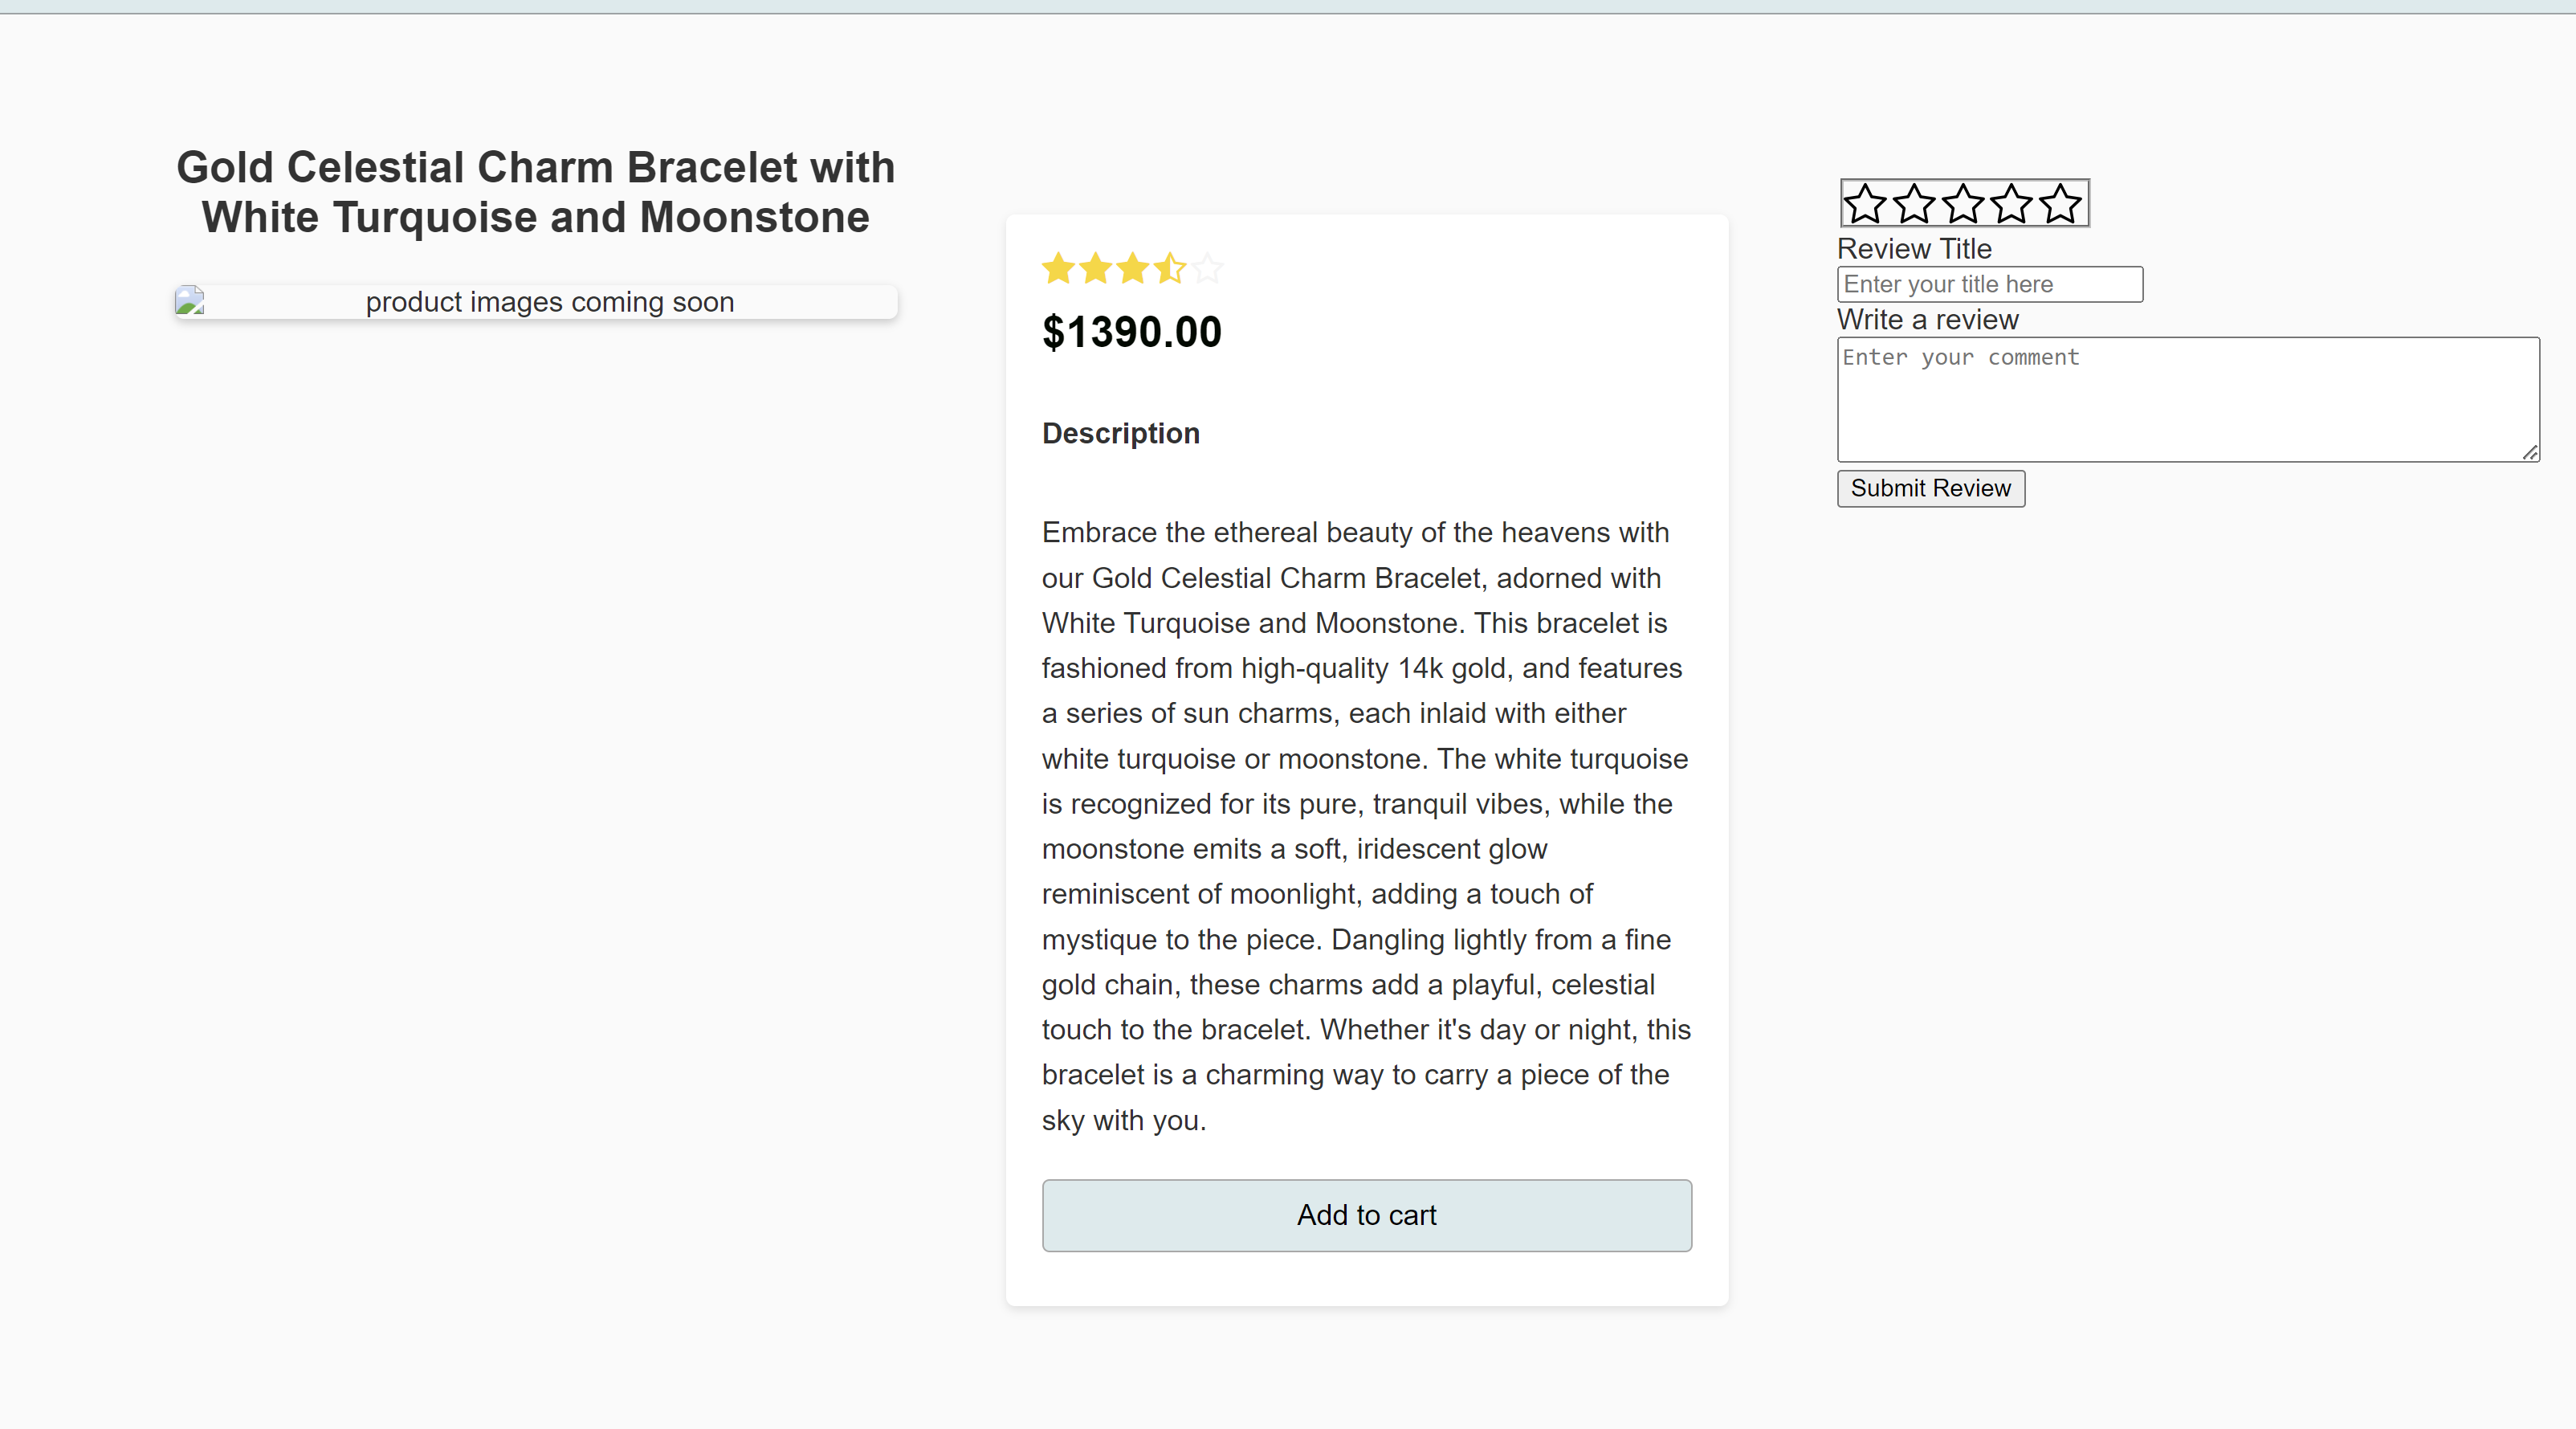 Gold Celestial Charm Bracelet with
White Turquoise and Moonstone
product images coming soon
$1390.00
Description
Embrace the ethereal beauty of the heavens with
our Gold Celestial Charm Bracelet, adorned with
White Turquoise and Moonstone. This bracelet is
fashioned from high-quality 14k gold, and features
a series of sun charms, each inlaid with either
white turquoise or moonstone. The white turquoise
is recognized for its pure, tranquil vibes, while the
moonstone emits a soft, iridescent glow
reminiscent of moonlight, adding a touch of
mystique to the piece. Dangling lightly from a fine
gold chain, these charms add a playful, celestial
touch to the bracelet. Whether it's day or night, this
bracelet is a charming way to carry a piece of the
sky with you.
Add to cart
Review Title
Enter your title here
Write a review
Enter your comment
Submit Review